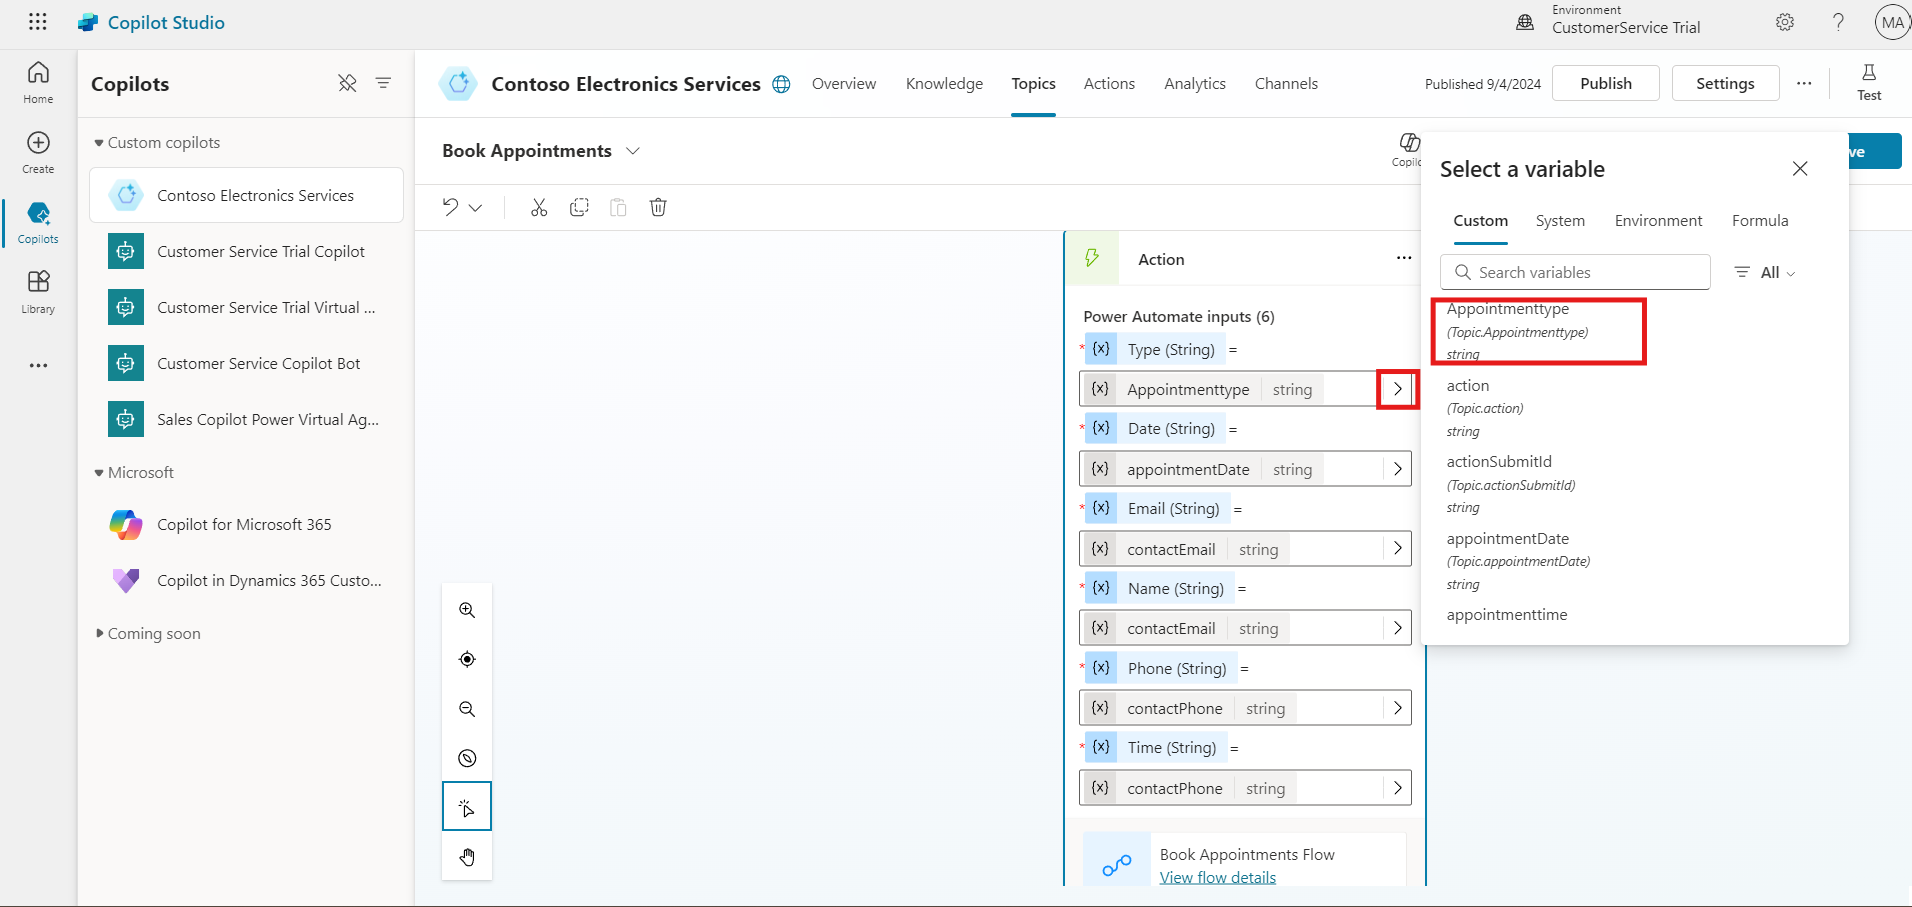 Copilot Studio
Environment
CustomerService Trial
MA
Home
Create
Copilots
Library
Copilots
Custom copilots
Contoso Electronics Services
Customer Service Trial Copilot
Customer Service Trial Virtual ...
Customer Service Copilot Bot
Sales Copilot Power Virtual Ag...
Microsoft
Copilot for Microsoft 365
Copilot in Dynamics 365 Custo...
Coming soon
Contoso Electronics Services
Overview
Knowledge
Topics
Actions
Analytics
Channels
Published 9/4/2024
Publish
Settings
Test
Book Appointments
Copilo
ve
Action
Power Automate inputs (6)
* {x} Type (String) =
{x} Appointmenttype string
* {x} Date (String) =
{x} appointmentDate string
* {x} Email (String) =
{x} contactEmail string
* {x} Name (String) =
{x} contactEmail string
* {x} Phone (String) =
{x} contactPhone string
* {x} Time (String) =
{x} contactPhone string
Book Appointments Flow
View flow details
Select a variable
Custom
System
Environment
Formula
Search variables
All
Appointmenttype
(Topic.Appointmenttype)
string
action
(Topic.action)
string
actionSubmitId
(Topic.actionSubmitId)
string
appointmentDate
(Topic.appointmentDate)
string
appointmenttime